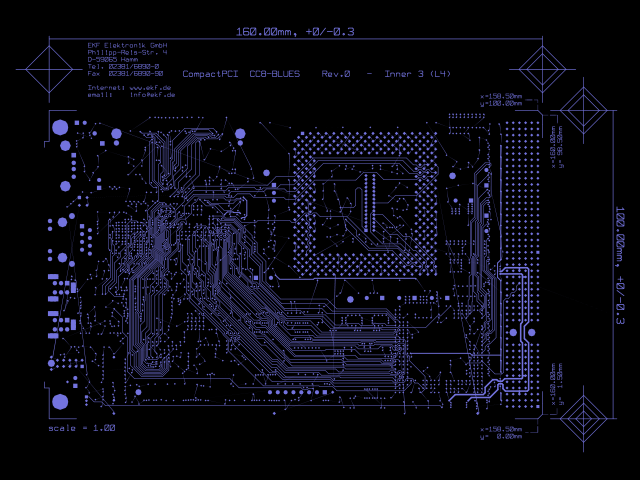 160.00mm, +0/-0.3
EKF Elektronik GmbH
Philipp-Reis-Str. 4
D-59065 Hamm
Tel. 02381/6890-0
Fax 02381/6890-90
Internet: www.ekf.de
email: info@ekf.de
CompactPCI CC8-BLUES Rev.0 - Inner 3 (L4)
x=158.50mm
y=100.00mm
x=160.00mm
y= 98.50mm
100.00mm, +0/-0.3
x=160.00mm
y= 1.50mm
x=158.50mm
y= 0.00mm
scale = 1.00